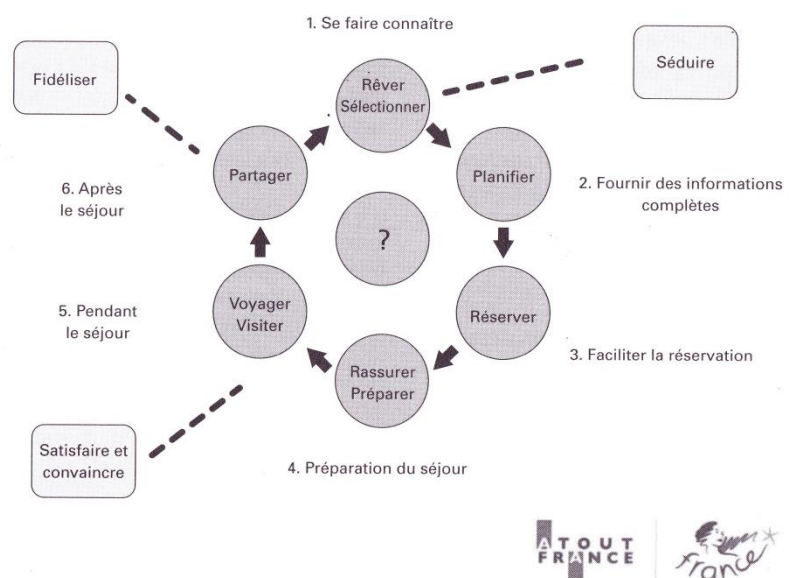 1. Se faire connaître
Fidéliser
Séduire
Rêver
Sélectionner
Partager
Planifier
6. Après
le séjour
2. Fournir des informations
complètes
?
5. Pendant
le séjour
Voyager
Visiter
Réserver
3. Faciliter la réservation
Rassurer
Préparer
Satisfaire et
convaincre
4. Préparation du séjour
ATOUT
FRANCE
france